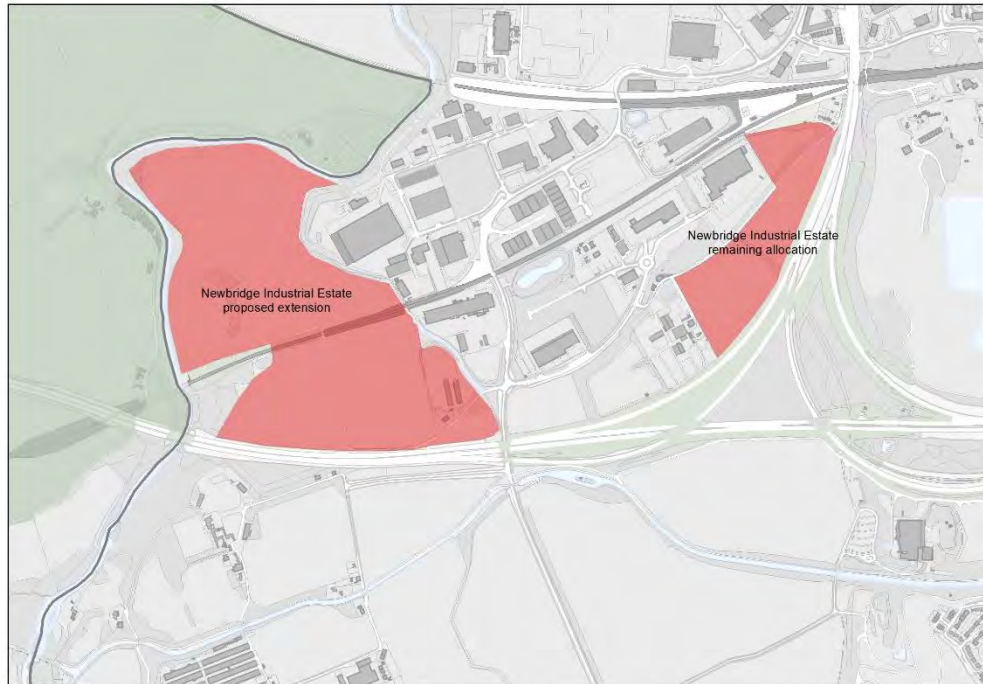 Newbridge Industrial Estate
proposed extension
Newbridge Industrial Estate
remaining allocation